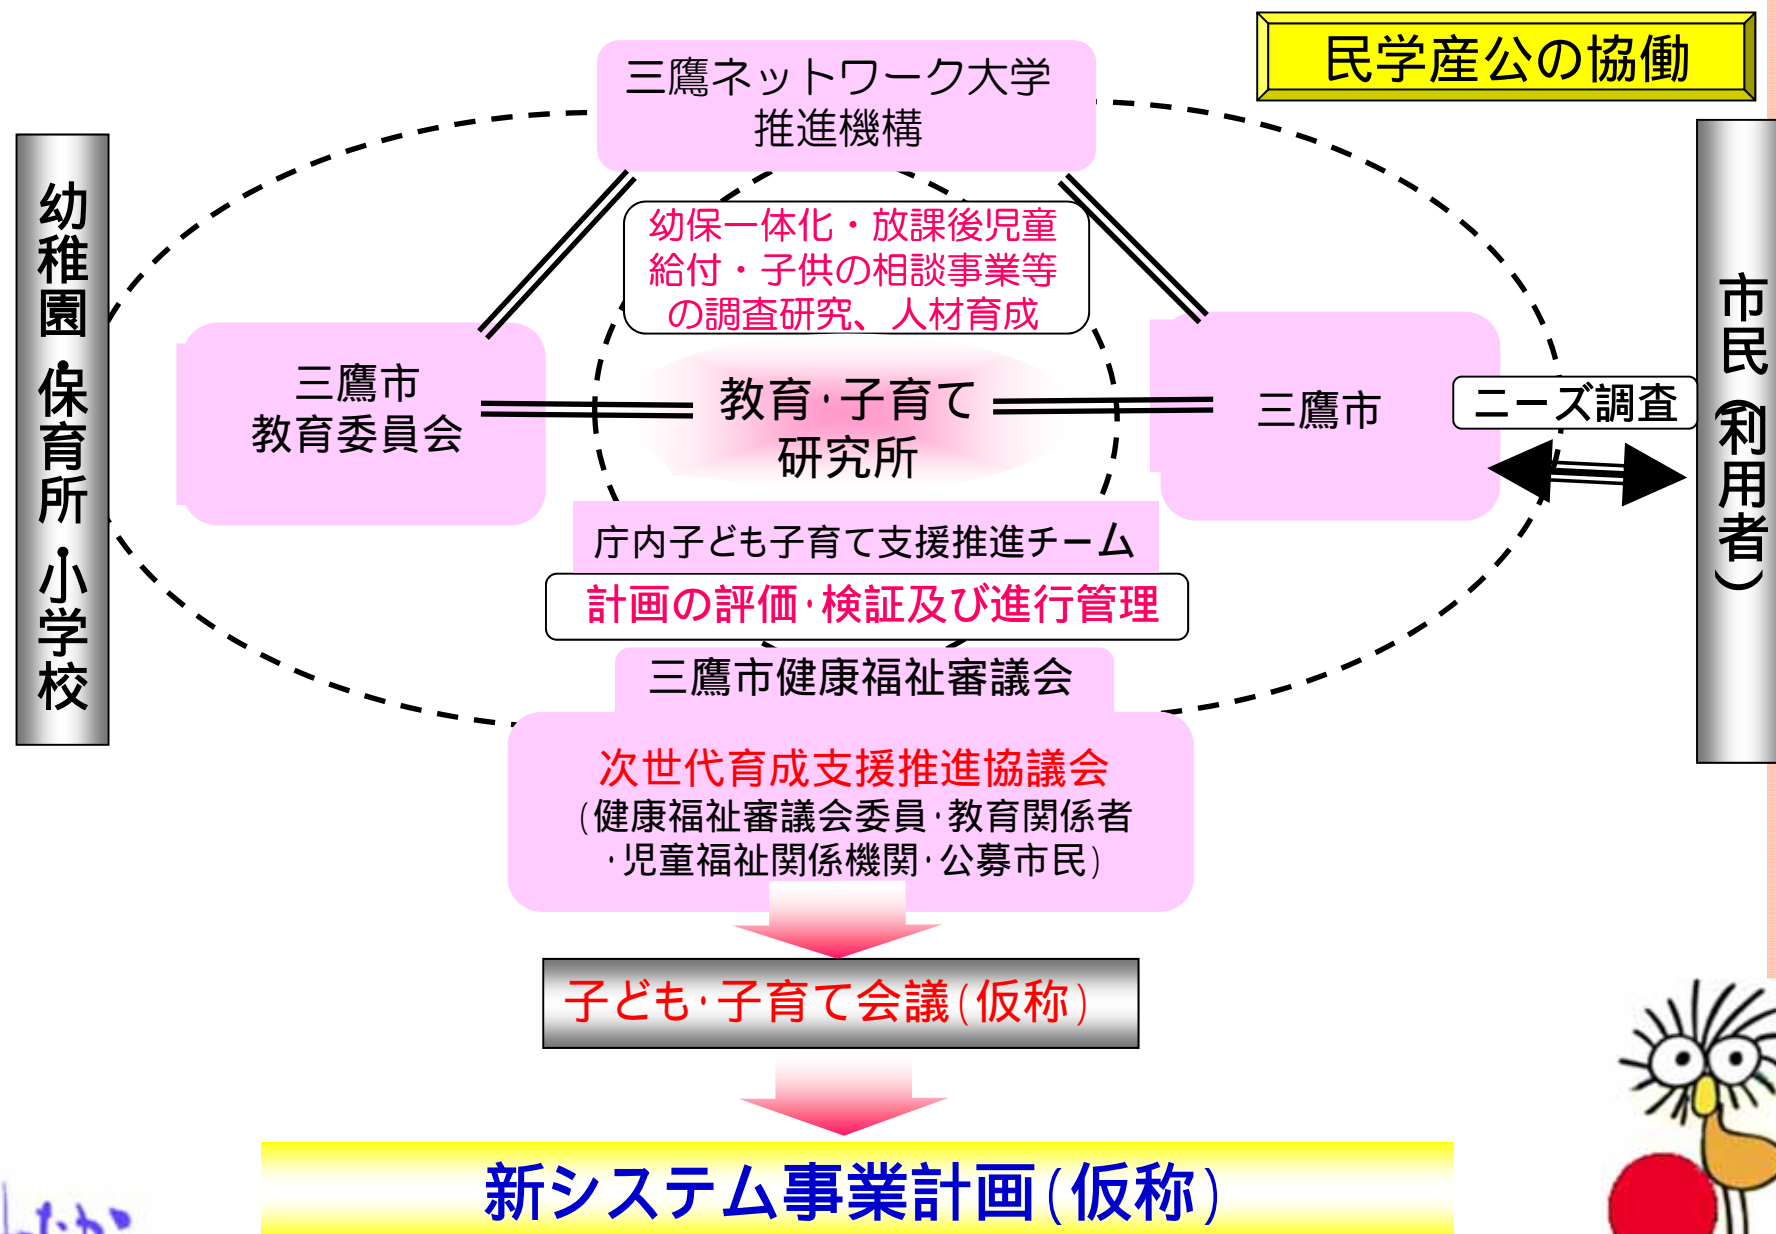 民学産公の協働
三鷹ネットワーク大学
推進機構
幼稚園・保育所・小学校
幼保一体化・放課後児童
給付・子供の相談事業等
の調査研究、人材育成
三鷹市
教育委員会
教育・子育て
研究所
三鷹市
ニーズ調査
市民（利用者）
庁内子ども子育て支援推進チーム
計画の評価・検証及び進行管理
三鷹市健康福祉審議会
次世代育成支援推進協議会
(健康福祉審議会委員・教育関係者
・児童福祉関係機関・公募市民)
子ども・子育て会議(仮称)
新システム事業計画(仮称)